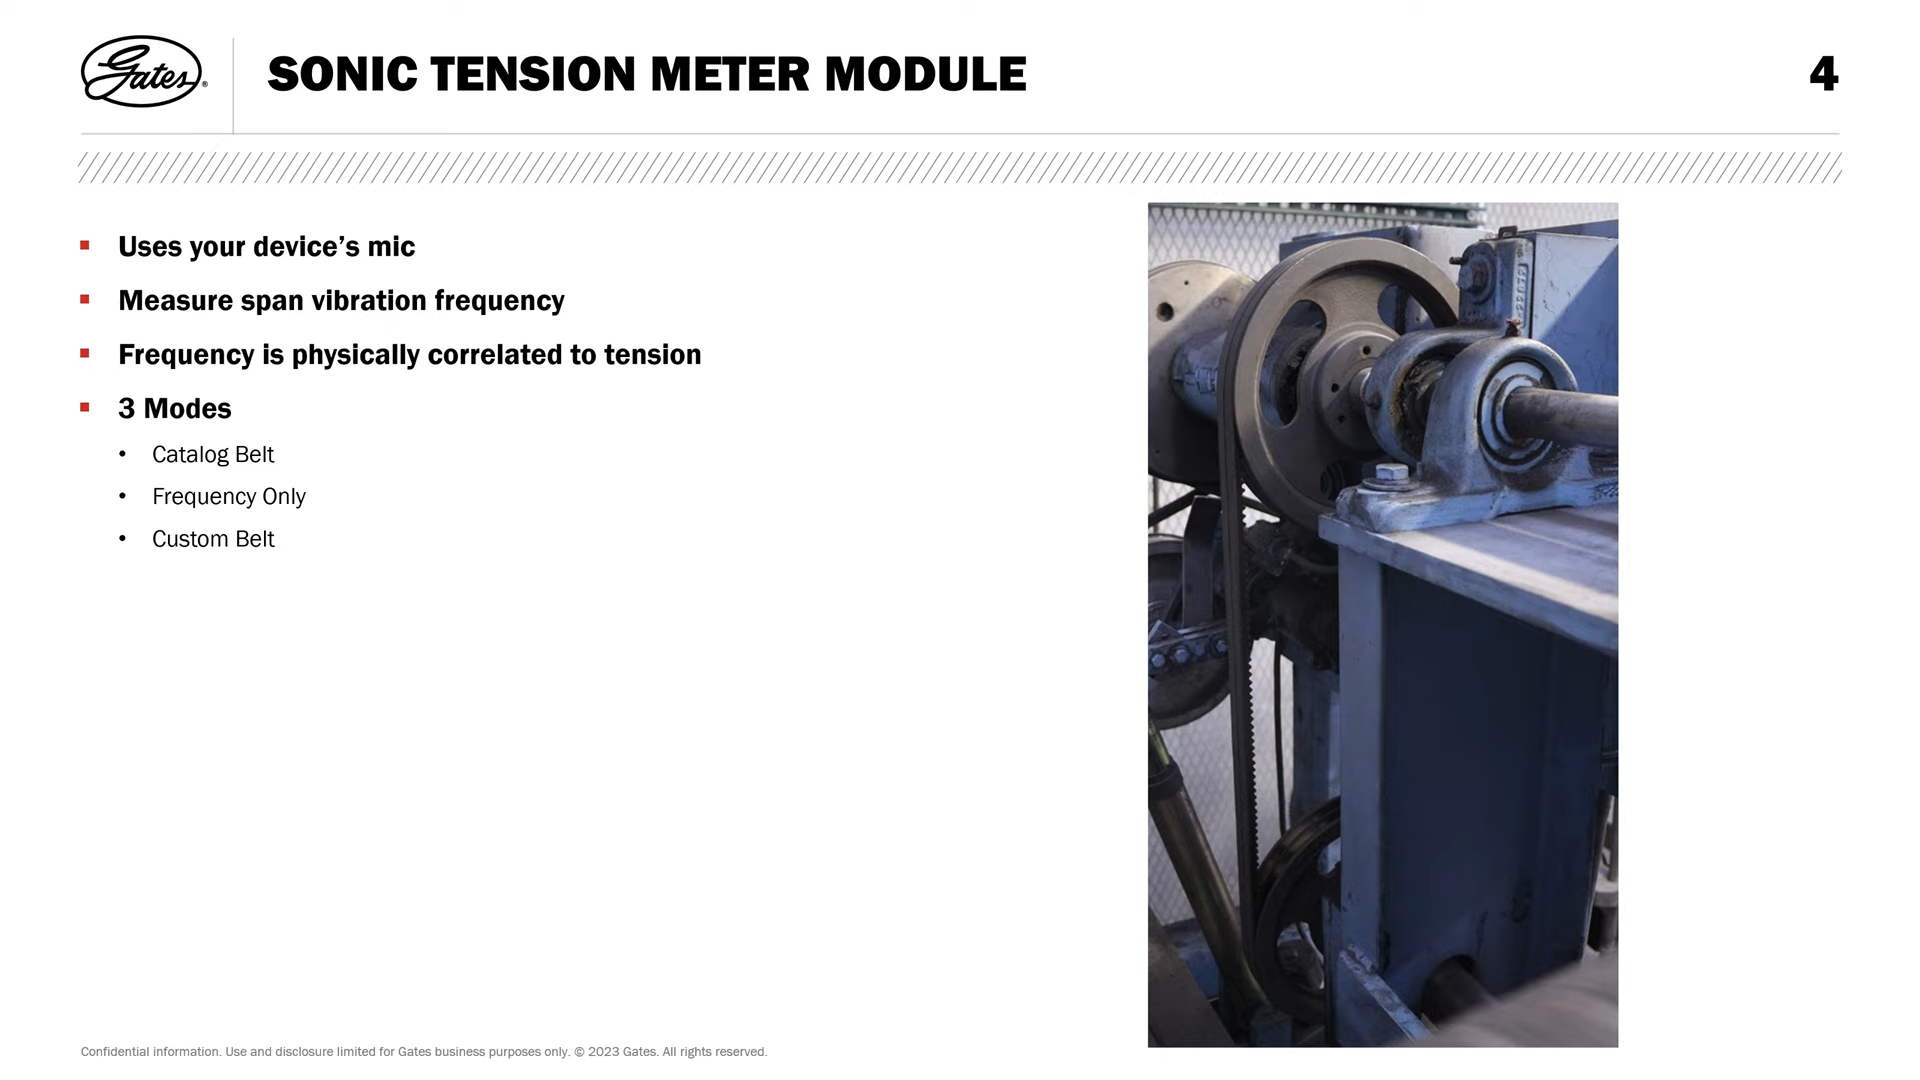 Gates®
SONIC TENSION METER MODULE
4
Uses your device’s mic
Measure span vibration frequency
Frequency is physically correlated to tension
3 Modes
Catalog Belt
Frequency Only
Custom Belt
Confidential information. Use and disclosure limited for Gates business purposes only. © 2023 Gates. All rights reserved.